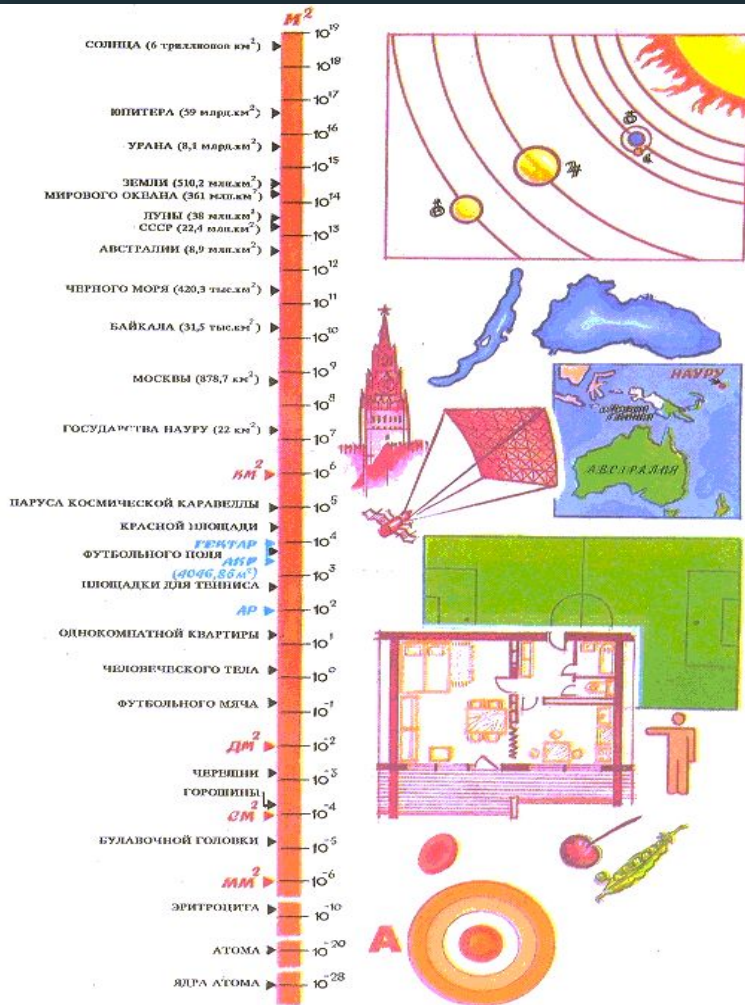 М²
СОЛНЦА (6 триллионов км²)
ЮПИТЕРА (59 млрд.км²)
УРАНА (8,1 млрд.км²)
ЗЕМЛИ (510,2 млн.км²)
МИРОВОГО ОКЕАНА (361 млн.км²)
ЛУНЫ (38 млн.км²)
СССР (22,4 млн.км²)
АВСТРАЛИИ (8,9 млн.км²)
ЧЕРНОГО МОРЯ (420,3 тыс.км²)
БАЙКАЛА (31,5 тыс.км²)
МОСКВЫ (878,7 км²)
ГОСУДАРСТВА НАУРУ (22 км²)
КМ²
ПАРУСА КОСМИЧЕСКОЙ КАРАВЕЛЛЫ
КРАСНОЙ ПЛОЩАДИ
ГЕКТАР
ФУТБОЛЬНОГО ПОЛЯ
АКР
(4046,86м²)
ПЛОЩАДКИ ДЛЯ ТЕННИСА
АР
ОДНОКОМНАТНОЙ КВАРТИРЫ
ЧЕЛОВЕЧЕСКОГО ТЕЛА
ФУТБОЛЬНОГО МЯЧА
ДМ²
ЧЕРЕШНИ
ГОРОШИНЫ
СМ²
БУЛАВОЧНОЙ ГОЛОВКИ
ММ²
ЭРИТРОЦИТА
АТОМА
ЯДРА АТОМА
10¹⁹
10¹⁸
10¹⁷
10¹⁶
10¹⁵
10¹⁴
10¹³
10¹²
10¹¹
10¹⁰
10⁹
10⁸
10⁷
10⁶
10⁵
10⁴
10³
10²
10¹
10⁰
10⁻¹
10²
10⁻³
10⁻⁴
10⁻⁵
10⁻⁶
10⁻¹⁰
10⁻²⁰
10⁻²⁸
НАУРУ
АВСТРАЛИЯ
А